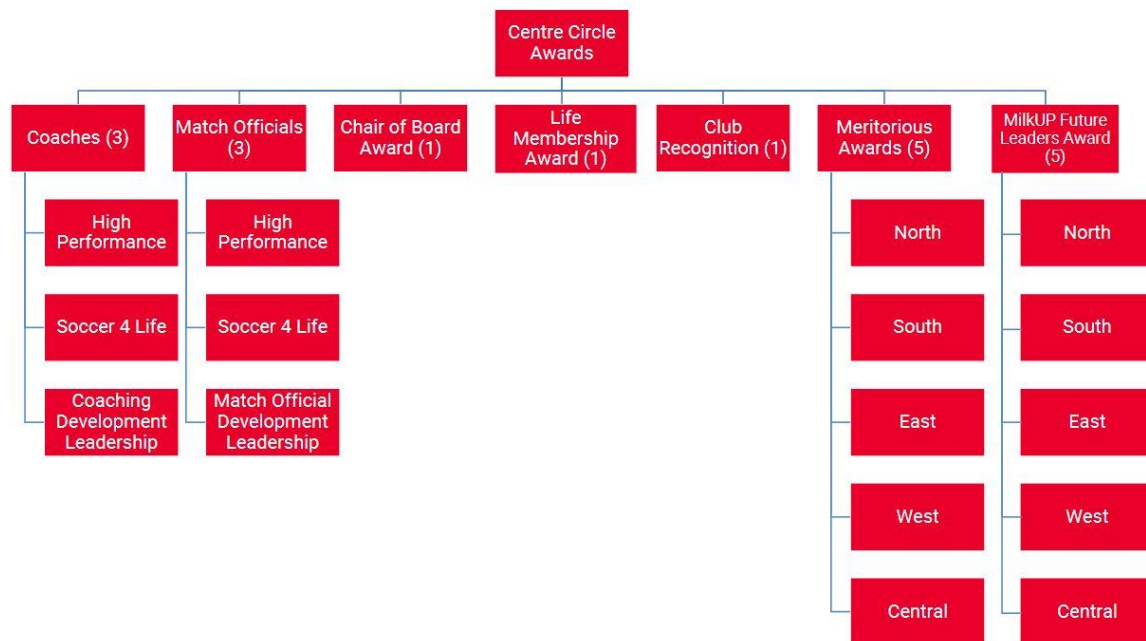 Centre Circle
Awards
Coaches (3)
Match Officials
(3)
Chair of Board
Award (1)
Life
Membership
Award (1)
Club
Recognition (1)
Meritorious
Awards (5)
MilkUP Future
Leaders Award
(5)
High
Performance
Soccer 4 Life
Coaching
Development
Leadership
High
Performance
Soccer 4 Life
Match Official
Development
Leadership
North
South
East
West
Central
North
South
East
West
Central